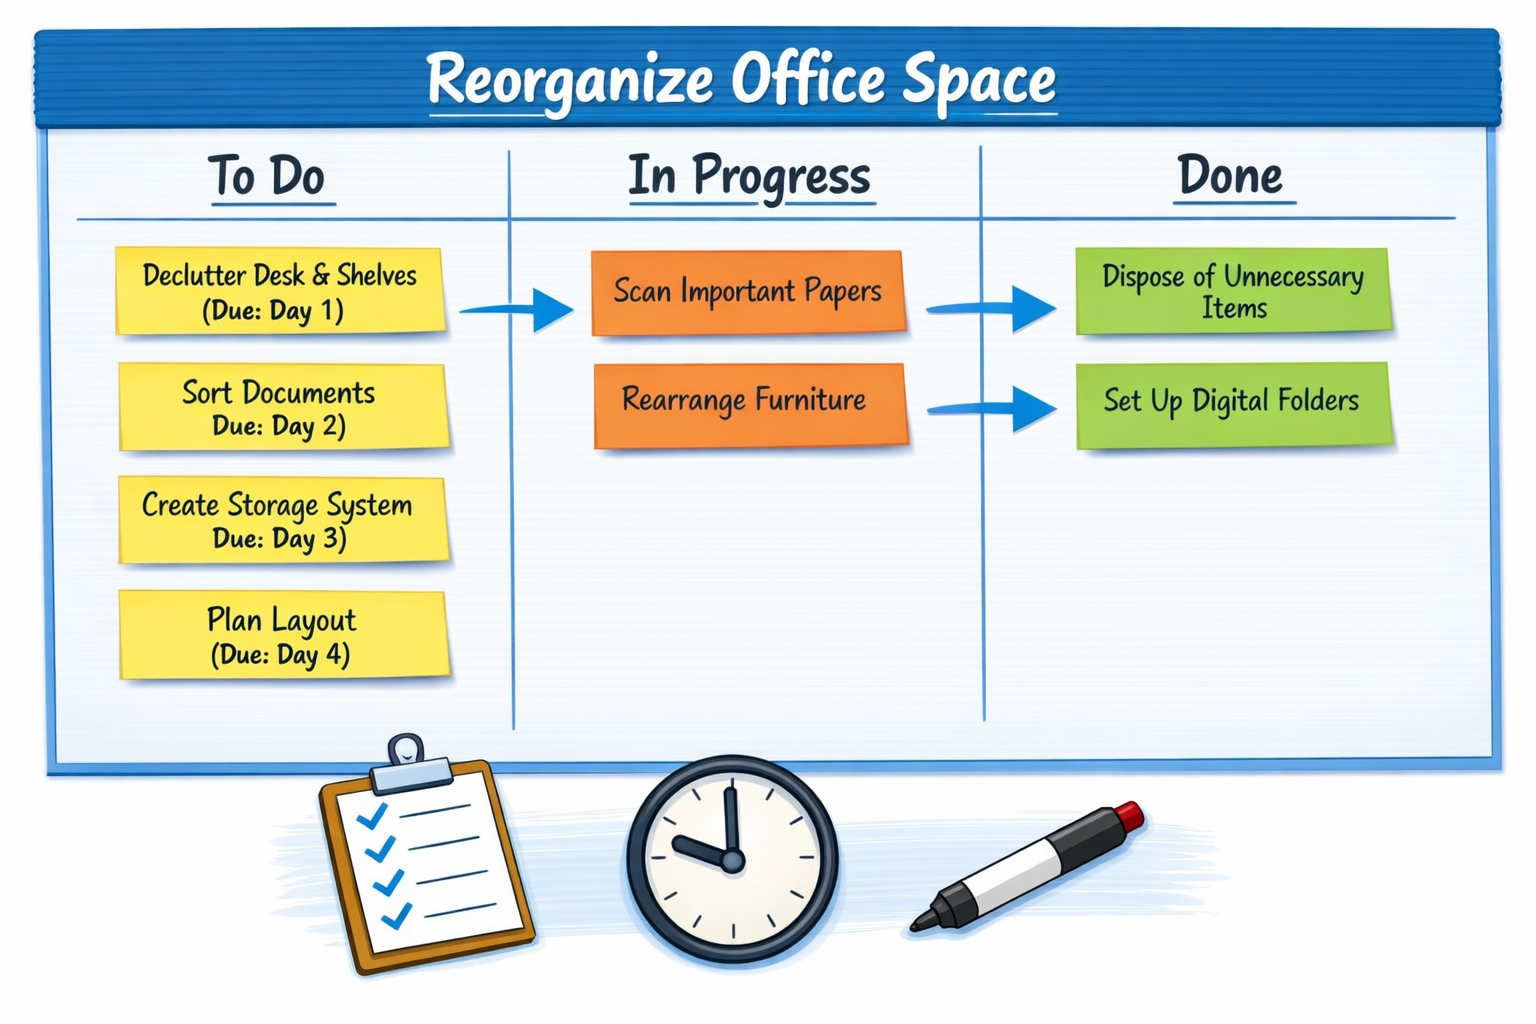 Reorganize Office Space
To Do
In Progress
Done
Declutter Desk & Shelves
(Due: Day 1)
Sort Documents
Due: Day 2)
Create Storage System
Due: Day 3)
Plan Layout
(Due: Day 4)
Scan Important Papers
Rearrange Furniture
Dispose of Unnecessary
Items
Set Up Digital Folders